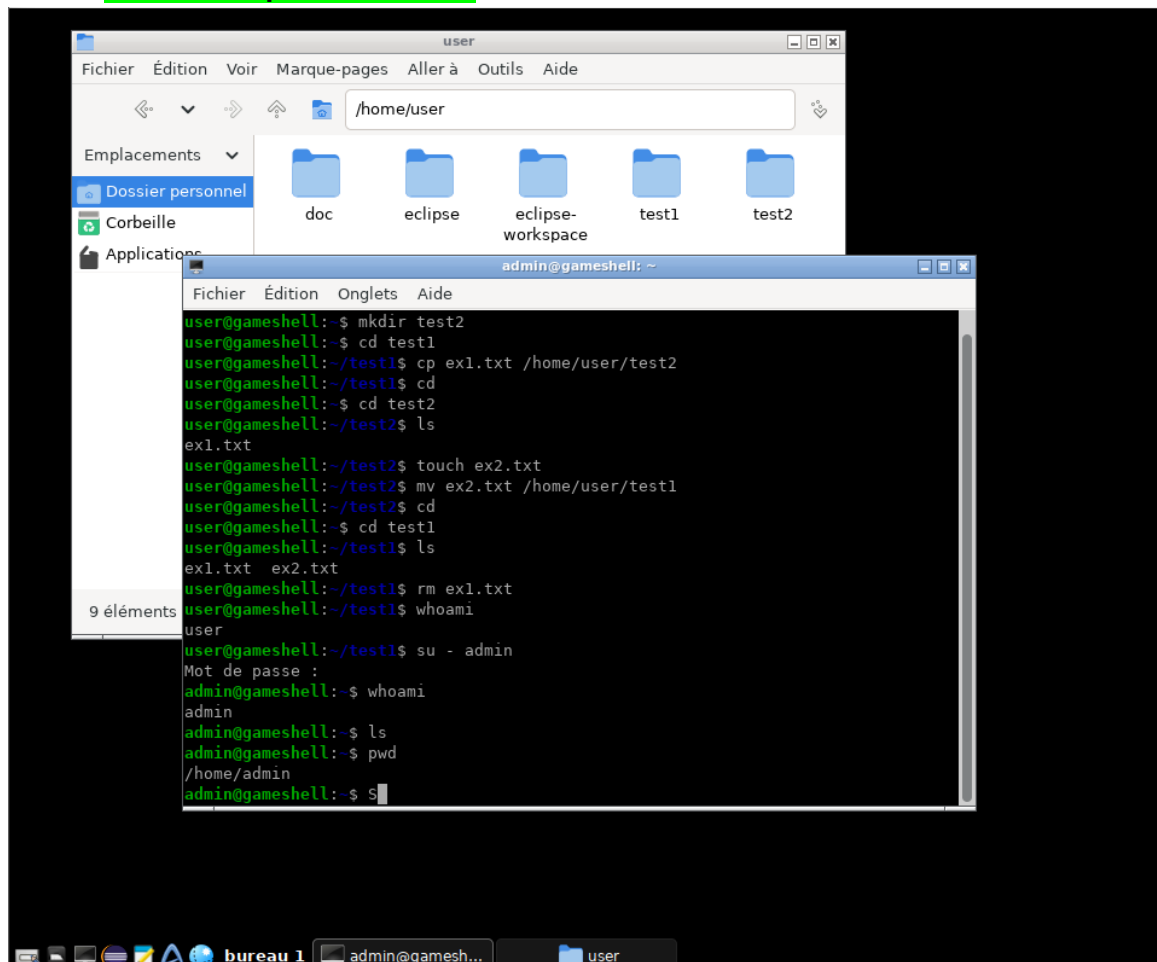 user
Fichier Édition Voir Marque-pages Aller à Outils Aide
/home/user
Emplacements
Dossier personnel
Corbeille
Applications
doc
eclipse
eclipse-
workspace
test1
test2
9 éléments
admin@gameshell: ~
Fichier Édition Onglets Aide
user@gameshell:~$ mkdir test2
user@gameshell:~$ cd test1
user@gameshell:~/test1$ cp ex1.txt /home/user/test2
user@gameshell:~/test1$ cd
user@gameshell:~$ cd test2
user@gameshell:~/test2$ ls
ex1.txt
user@gameshell:~/test2$ touch ex2.txt
user@gameshell:~/test2$ mv ex2.txt /home/user/test1
user@gameshell:~/test2$ cd
user@gameshell:~$ cd test1
user@gameshell:~/test1$ ls
ex1.txt  ex2.txt
user@gameshell:~/test1$ rm ex1.txt
user@gameshell:~/test1$ whoami
user
user@gameshell:~/test1$ su - admin
Mot de passe :
admin@gameshell:~$ whoami
admin
admin@gameshell:~$ ls
admin@gameshell:~$ pwd
/home/admin
admin@gameshell:~$ S
bureau 1 admin@gamesh... user